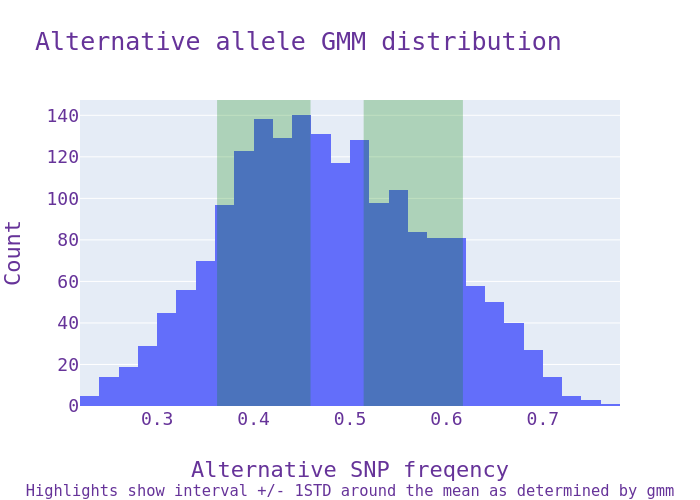 Alternative allele GMM distribution
140
120
100
80
60
40
20
0
Count
0.3 0.4 0.5 0.6 0.7
Alternative SNP freqency
Highlights show interval +/- 1STD around the mean as determined by gmm